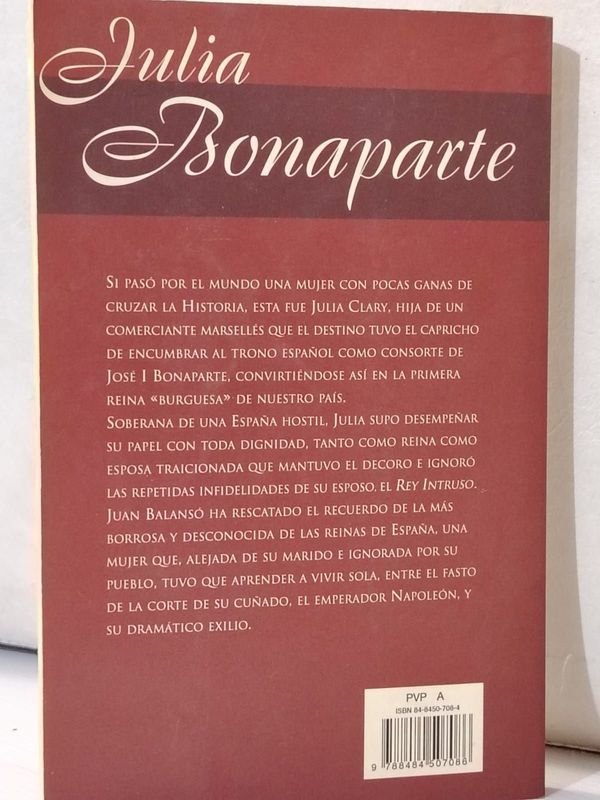 Julia
Bonaparte
SI PASÓ POR EL MUNDO UNA MUJER CON POCAS GANAS DE
CRUZAR LA HISTORIA, ESTA FUE JULIA CLARY, HIJA DE UN
COMERCIANTE MARSELLÉS QUE EL DESTINO TUVO EL CAPRICHO
DE ENCUMBRAR AL TRONO ESPAÑOL COMO CONSORTE DE
JOSÉ I BONAPARTE, CONVIRTIÉNDOSE ASÍ EN LA PRIMERA
REINA «BURGUESA» DE NUESTRO PAÍS.
SOBERANA DE UNA ESPAÑA HOSTIL, JULIA SUPO DESEMPEÑAR
SU PAPEL CON TODA DIGNIDAD, TANTO COMO REINA COMO
ESPOSA TRAICIONADA QUE MANTUVO EL DECORO E IGNORÓ
LAS REPETIDAS INFIDELIDADES DE SU ESPOSO, EL REY INTRUSO.
JUAN BALANSÓ HA RESCATADO EL RECUERDO DE LA MÁS
BORROSA Y DESCONOCIDA DE LAS REINAS DE ESPAÑA, UNA
MUJER QUE, ALEJADA DE SU MARIDO E IGNORADA POR SU
PUEBLO, TUVO QUE APRENDER A VIVIR SOLA, ENTRE EL FASTO
DE LA CORTE DE SU CUÑADO, EL EMPERADOR NAPOLEÓN, Y
SU DRAMÁTICO EXILIO.
PVP A
ISBN 84-8450-708-4
9 788484 507086